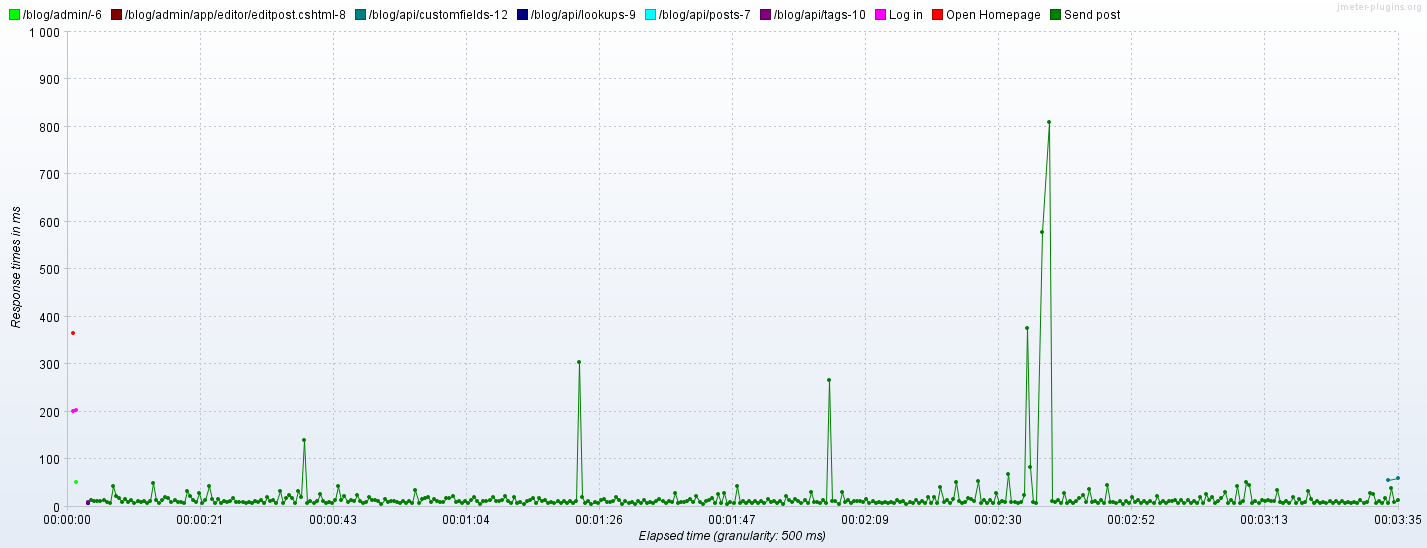 jmeter-plugins.org
/blog/admin/-6 /blog/admin/app/editor/editpost.cshtml-8 /blog/api/customfields-12 /blog/api/lookups-9 /blog/api/posts-7 /blog/api/tags-10 Log in Open Homepage Send post
1 000
900
800
700
600
500
400
300
200
100
0
Response times in ms
00:00:00 00:00:21 00:00:43 00:01:04 00:01:26 00:01:47 00:02:09 00:02:30 00:02:52 00:03:13 00:03:35
Elapsed time (granularity: 500 ms)